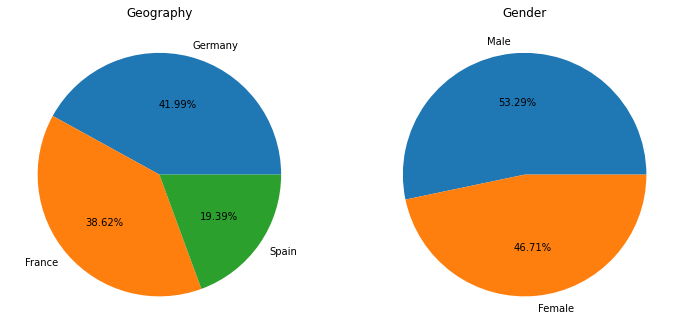 Geography
Germany
41.99%
38.62%
19.39%
France
Spain
Gender
Male
53.29%
46.71%
Female